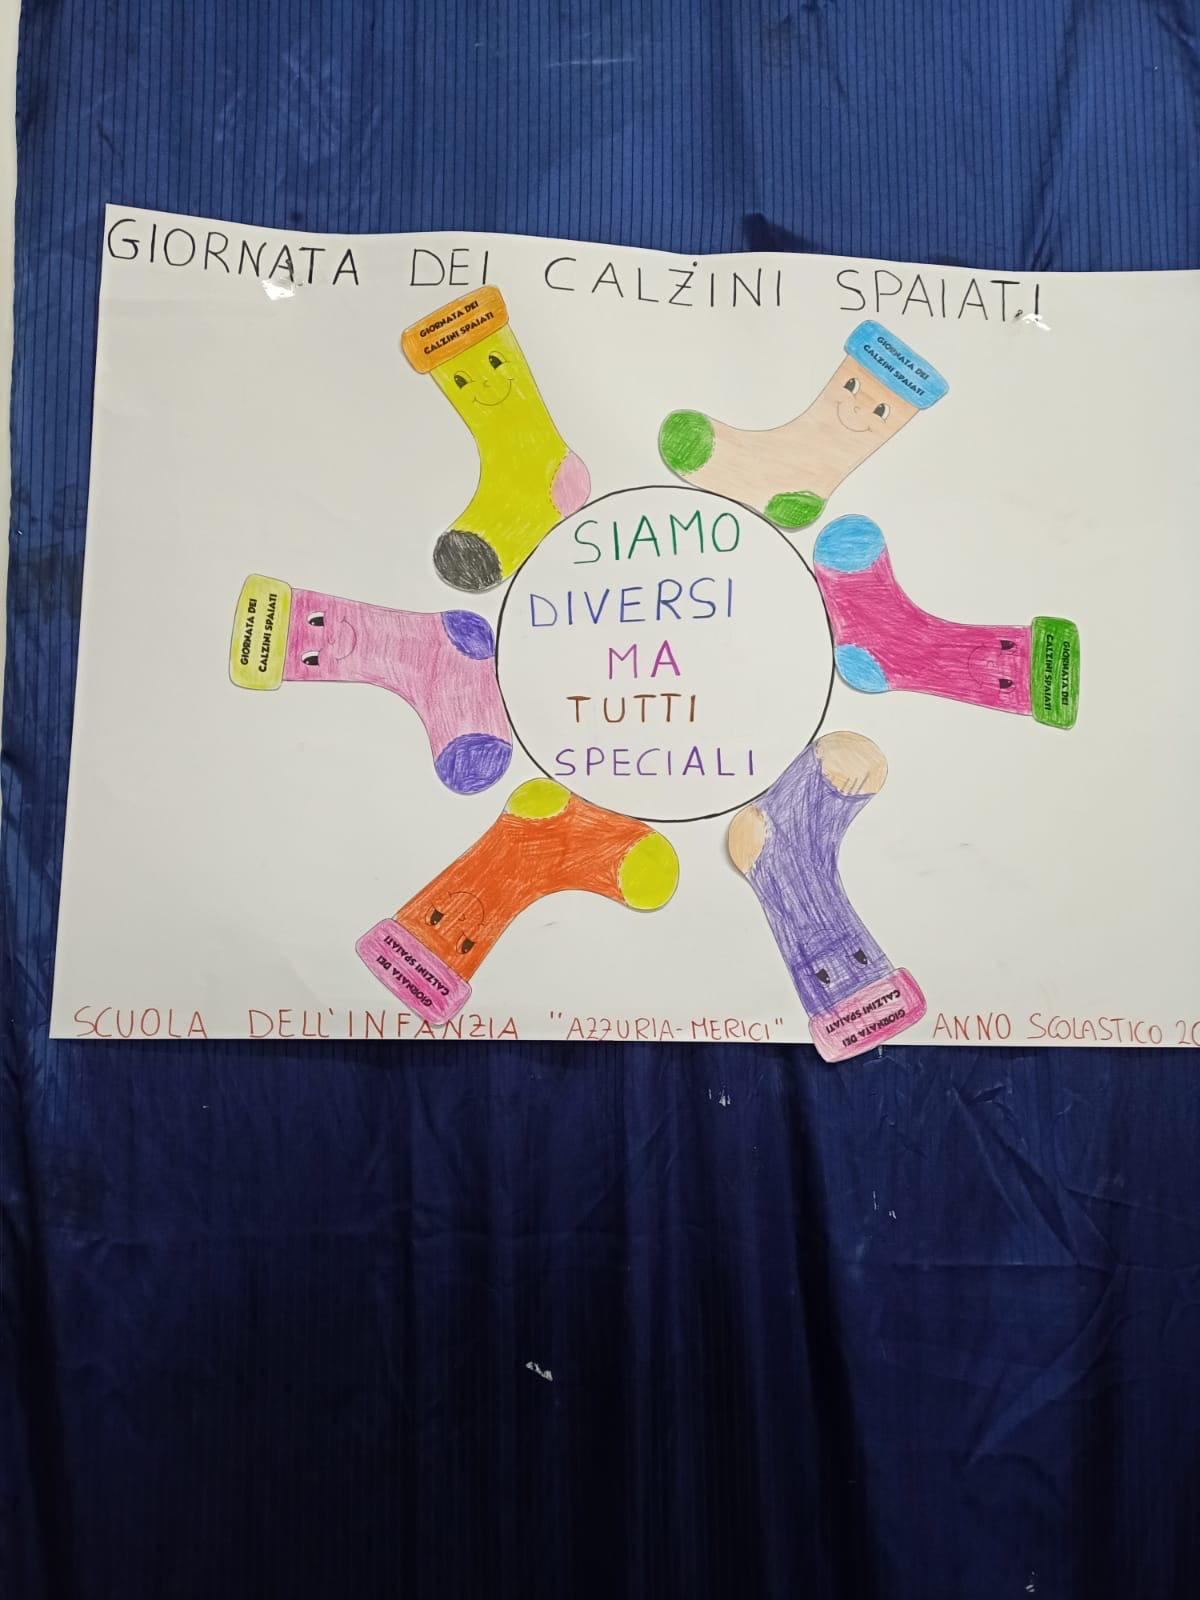 GIORNATA DEI CALZINI SPAIATI
GIORNATA DEI
CALZINI SPAIATI
GIORNATA DEI
CALZINI SPAIATI
SIAMO
DIVERSI
MA
TUTTI
SPECIALI
GIORNATA DEI
CALZINI SPAIATI
GIORNATA DEI
CALZINI SPAIATI
GIORNATA DEI
CALZINI SPAIATI
GIORNATA DEI
CALZINI SPAIATI
SCUOLA DELL'INFANZIA "AZZURIA-MERICI" ANNO SCOLASTICO